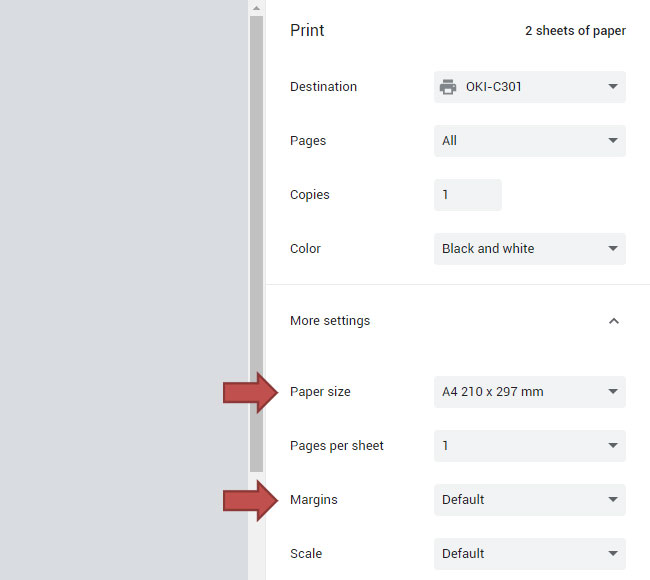 Print 2 sheets of paper
Destination OKI-C301
Pages All
Copies 1
Color Black and white
More settings
Paper size A4 210 x 297 mm
Pages per sheet 1
Margins Default
Scale Default